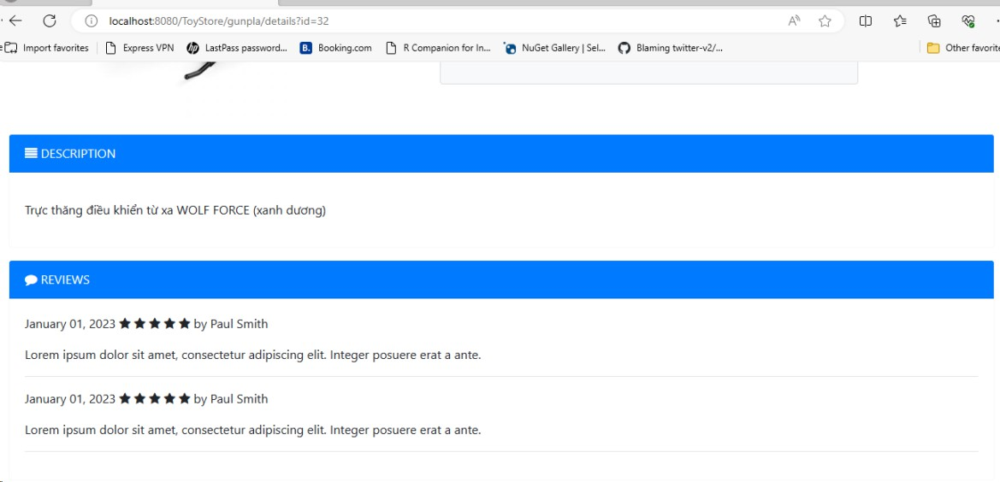 localhost:8080/ToyStore/gunpla/details?id=32
Import favorites Express VPN LastPass password... Booking.com R Companion for In... NuGet Gallery | Sel... Blaming twitter-v2/... Other favorite
DESCRIPTION
Trực thăng điều khiển từ xa WOLF FORCE (xanh dương)
REVIEWS
January 01, 2023 ★ ★ ★ ★ ★ by Paul Smith
Lorem ipsum dolor sit amet, consectetur adipiscing elit. Integer posuere erat a ante.
January 01, 2023 ★ ★ ★ ★ ★ by Paul Smith
Lorem ipsum dolor sit amet, consectetur adipiscing elit. Integer posuere erat a ante.